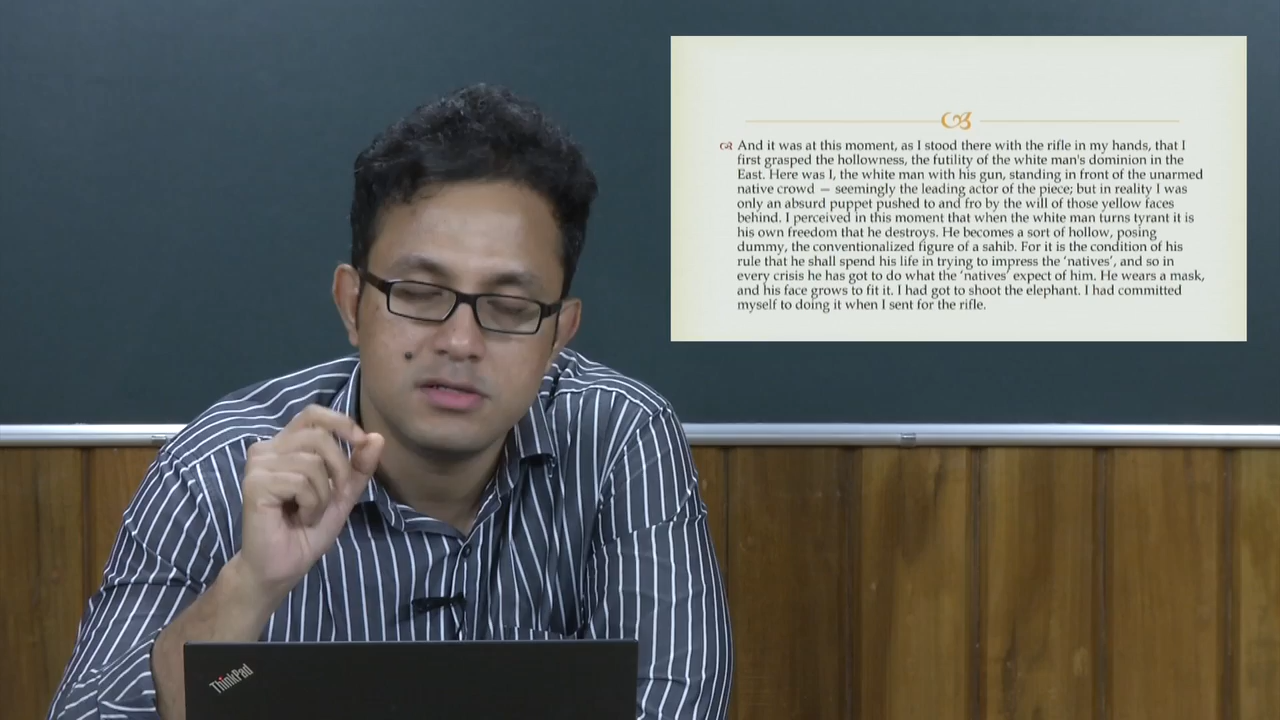 And it was at this moment, as I stood there with the rifle in my hands, that I
first grasped the hollowness, the futility of the white man's dominion in the
East. Here was I, the white man with his gun, standing in front of the unarmed
native crowd — seemingly the leading actor of the piece; but in reality I was
only an absurd puppet pushed to and fro by the will of those yellow faces
behind. I perceived in this moment that when the white man turns tyrant it is
his own freedom that he destroys. He becomes a sort of hollow, posing
dummy, the conventionalized figure of a sahib. For it is the condition of his
rule that he shall spend his life in trying to impress the ‘natives’, and so in
every crisis he has got to do what the ‘natives’ expect of him. He wears a mask,
and his face grows to fit it. I had got to shoot the elephant. I had committed
myself to doing it when I sent for the rifle.
ThinkPad